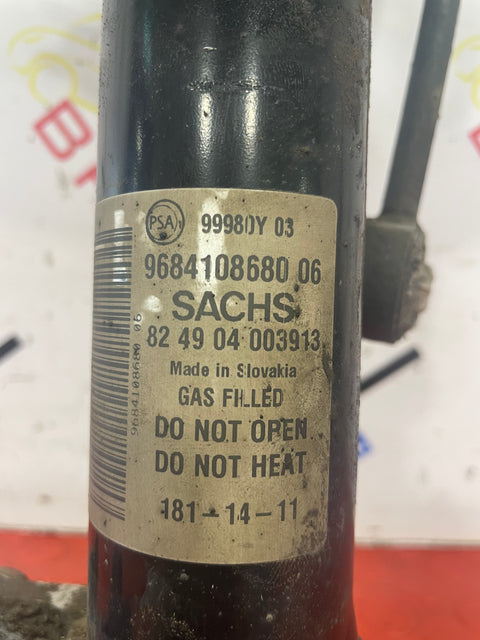 PSA 9998DY 03
9684108680 06
SACHS
82 49 04 003913
Made in Slovakia
GAS FILLED
DO NOT OPEN
DO NOT HEAT
181-14-11
9684108680 06